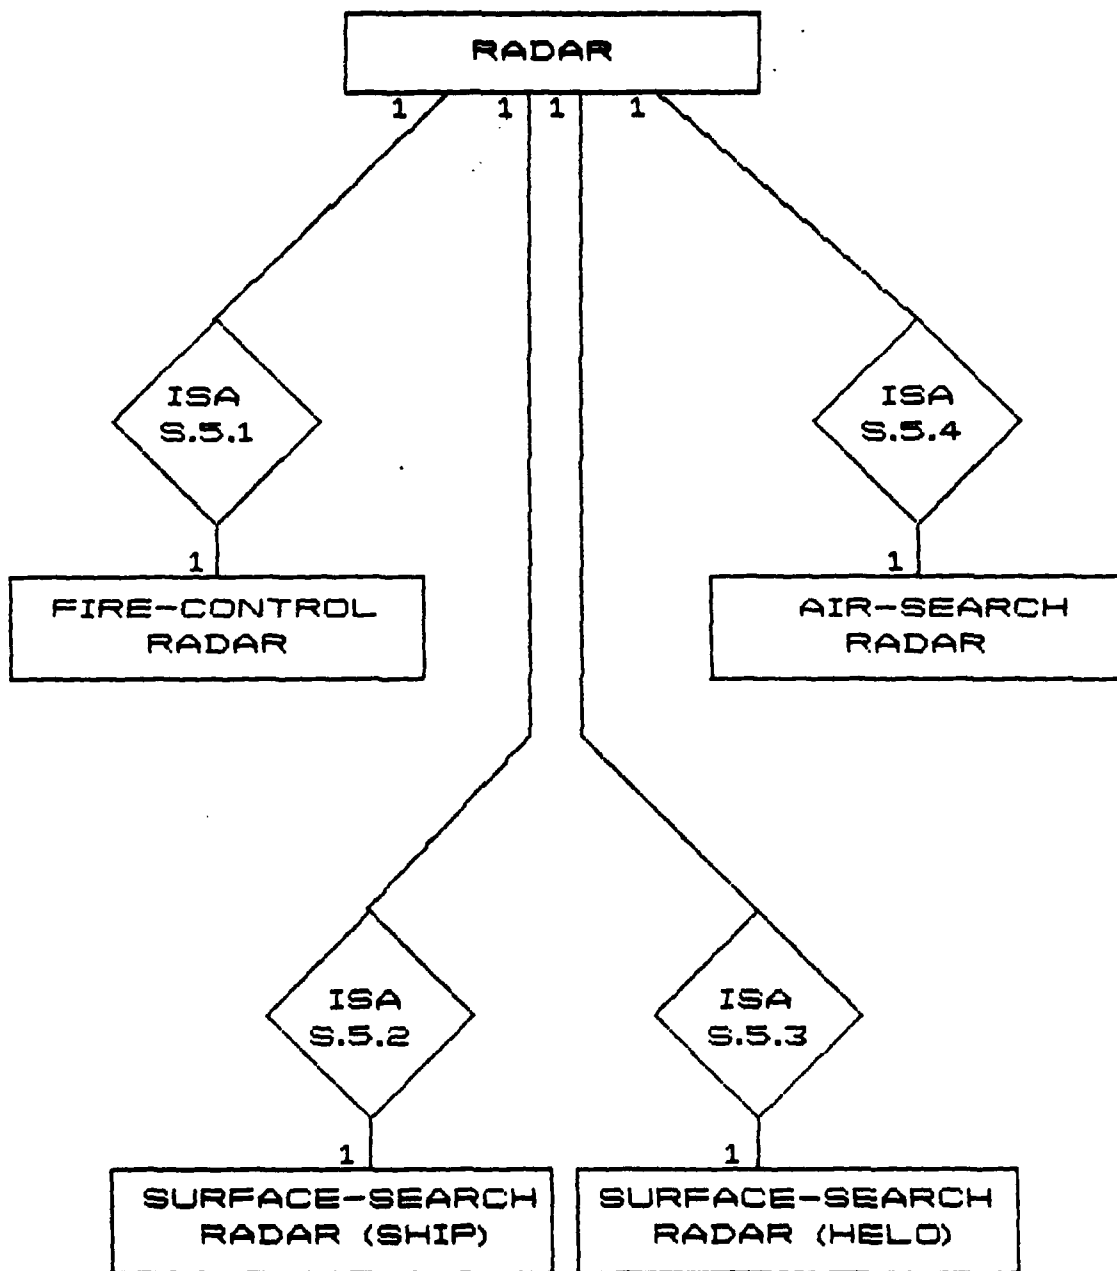 RADAR
1 1 1 1
ISA
S.5.1
ISA
S.5.4
1
FIRE-CONTROL
RADAR
1
AIR-SEARCH
RADAR
ISA
S.5.2
ISA
S.5.3
1
SURFACE-SEARCH
RADAR (SHIP)
1
SURFACE-SEARCH
RADAR (HELO)